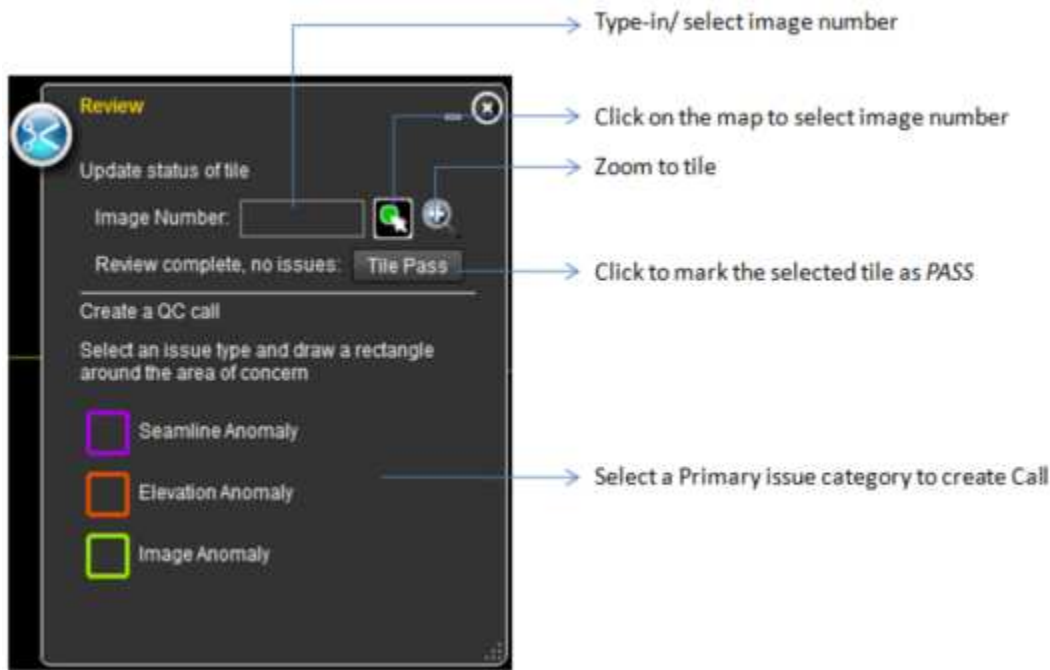 Type-in/ select image number
Review
Click on the map to select image number
Update status of tile
Zoom to tile
Image Number:
Review complete, no issues: Tile Pass
Click to mark the selected tile as PASS
Create a QC call
Select an issue type and draw a rectangle
around the area of concern
Seamline Anomaly
Select a Primary issue category to create Call
Elevation Anomaly
Image Anomaly